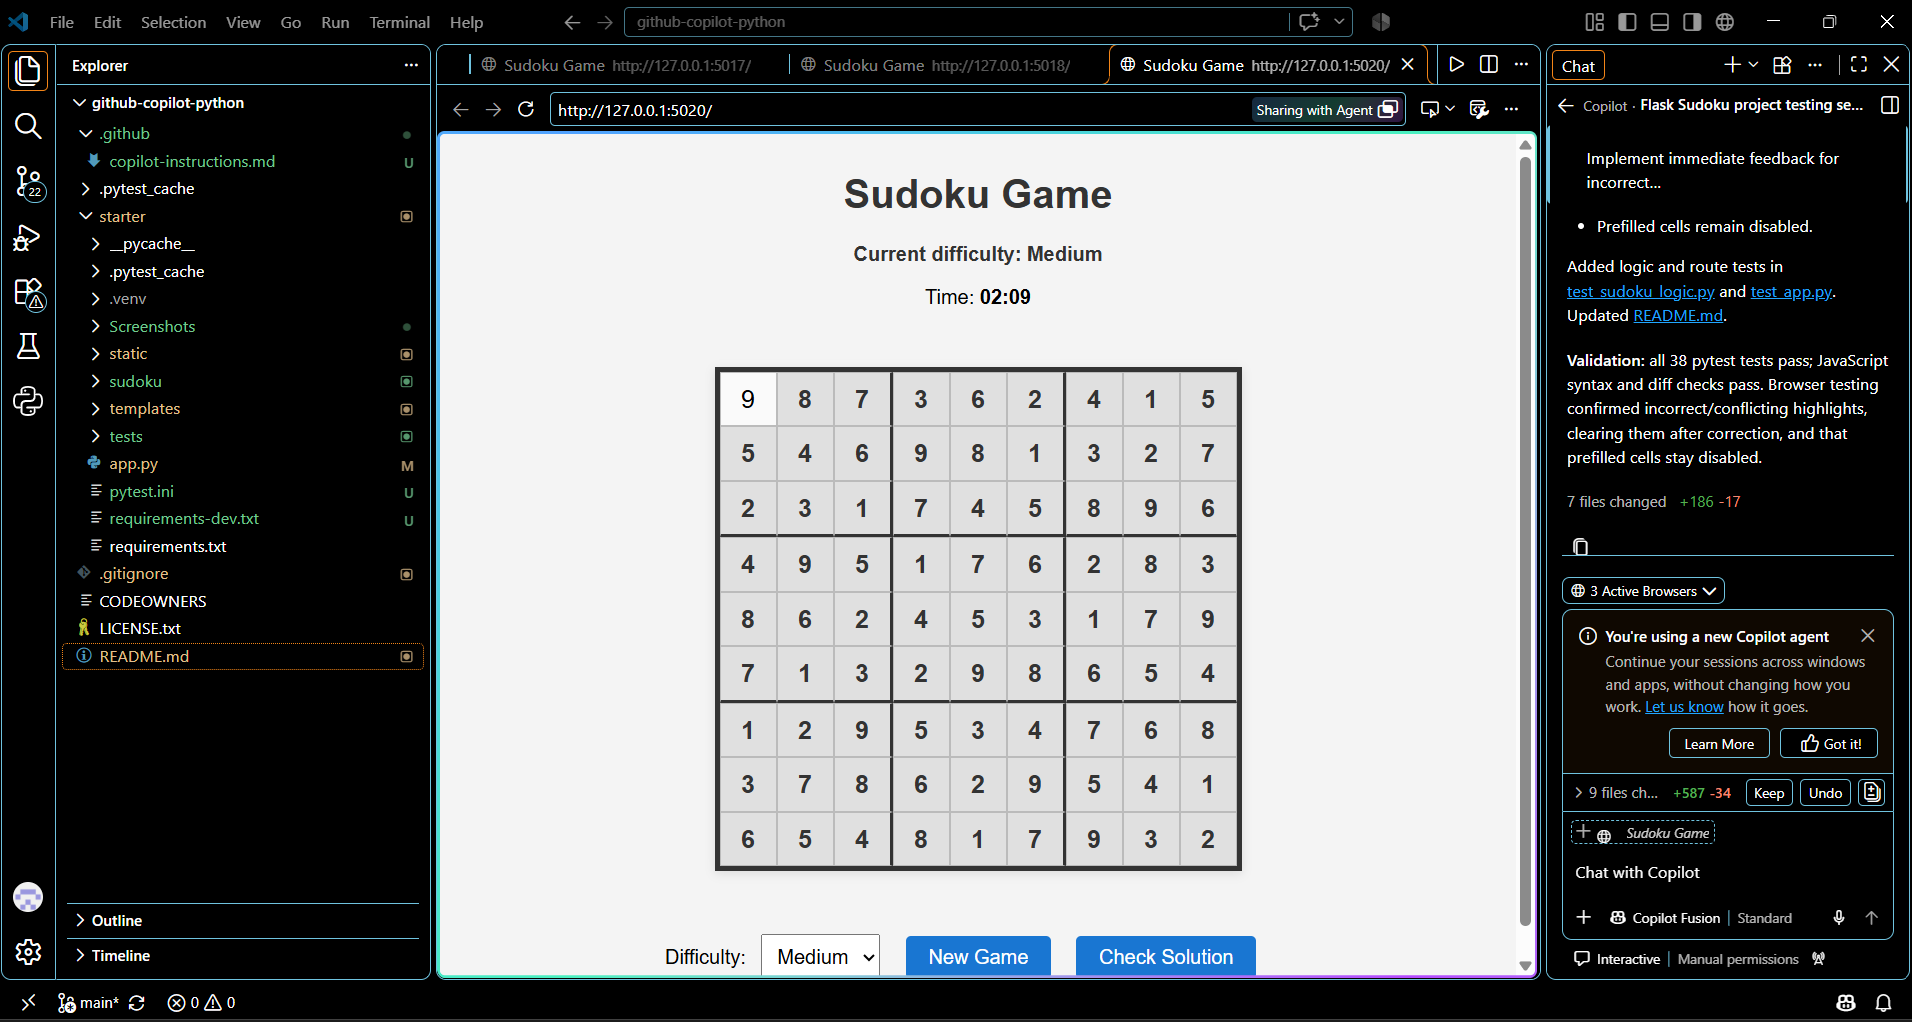 File Edit Selection View Go Run Terminal Help
github-copilot-python
Explorer
github-copilot-python
.github
copilot-instructions.md U
.pytest_cache
starter
__pycache__
.pytest_cache
.venv
Screenshots
static
sudoku
templates
tests
app.py M
pytest.ini U
requirements-dev.txt U
requirements.txt
.gitignore
CODEOWNERS
LICENSE.txt
README.md
Outline
Timeline
22
Sudoku Game http://127.0.0.1:5017/
Sudoku Game http://127.0.0.1:5018/
Sudoku Game http://127.0.0.1:5020/
http://127.0.0.1:5020/
Sharing with Agent
Sudoku Game
Current difficulty: Medium
Time: 02:09
9 8 7 3 6 2 4 1 5
5 4 6 9 8 1 3 2 7
2 3 1 7 4 5 8 9 6
4 9 5 1 7 6 2 8 3
8 6 2 4 5 3 1 7 9
7 1 3 2 9 8 6 5 4
1 2 9 5 3 4 7 6 8
3 7 8 6 2 9 5 4 1
6 5 4 8 1 7 9 3 2
Difficulty: Medium New Game Check Solution
Chat
Copilot · Flask Sudoku project testing se...
Implement immediate feedback for
incorrect...
• Prefilled cells remain disabled.
Added logic and route tests in
test_sudoku_logic.py and test_app.py.
Updated README.md.
Validation: all 38 pytest tests pass; JavaScript
syntax and diff checks pass. Browser testing
confirmed incorrect/conflicting highlights,
clearing them after correction, and that
prefilled cells stay disabled.
7 files changed +186 -17
3 Active Browsers
You're using a new Copilot agent
Continue your sessions across windows
and apps, without changing how you
work. Let us know how it goes.
Learn More Got it!
9 files ch... +587 -34 Keep Undo
Sudoku Game
Chat with Copilot
Copilot Fusion | Standard
Interactive | Manual permissions
main* 0 0